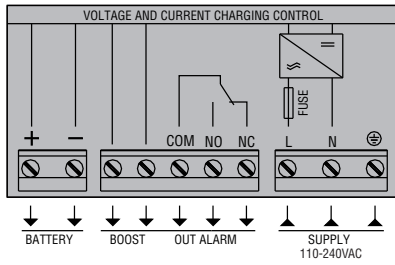 VOLTAGE AND CURRENT CHARGING CONTROL
FUSE
+ − COM NO NC L N
BATTERY BOOST OUT ALARM SUPPLY
110-240VAC